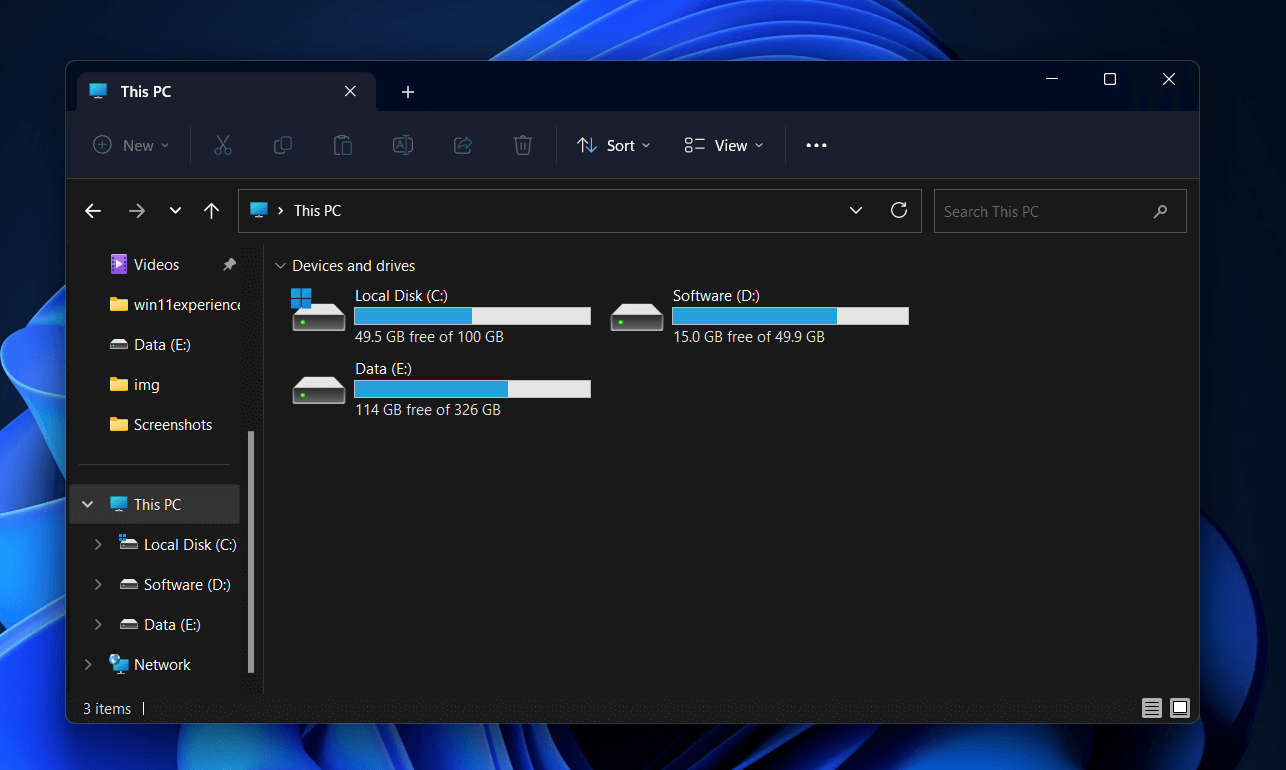 This PC
New
Sort
View
This PC
Search This PC
Videos
win11experience
Data (E:)
img
Screenshots
This PC
Local Disk (C:)
Software (D:)
Data (E:)
Network
Devices and drives
Local Disk (C:)
49.5 GB free of 100 GB
Software (D:)
15.0 GB free of 49.9 GB
Data (E:)
114 GB free of 326 GB
3 items